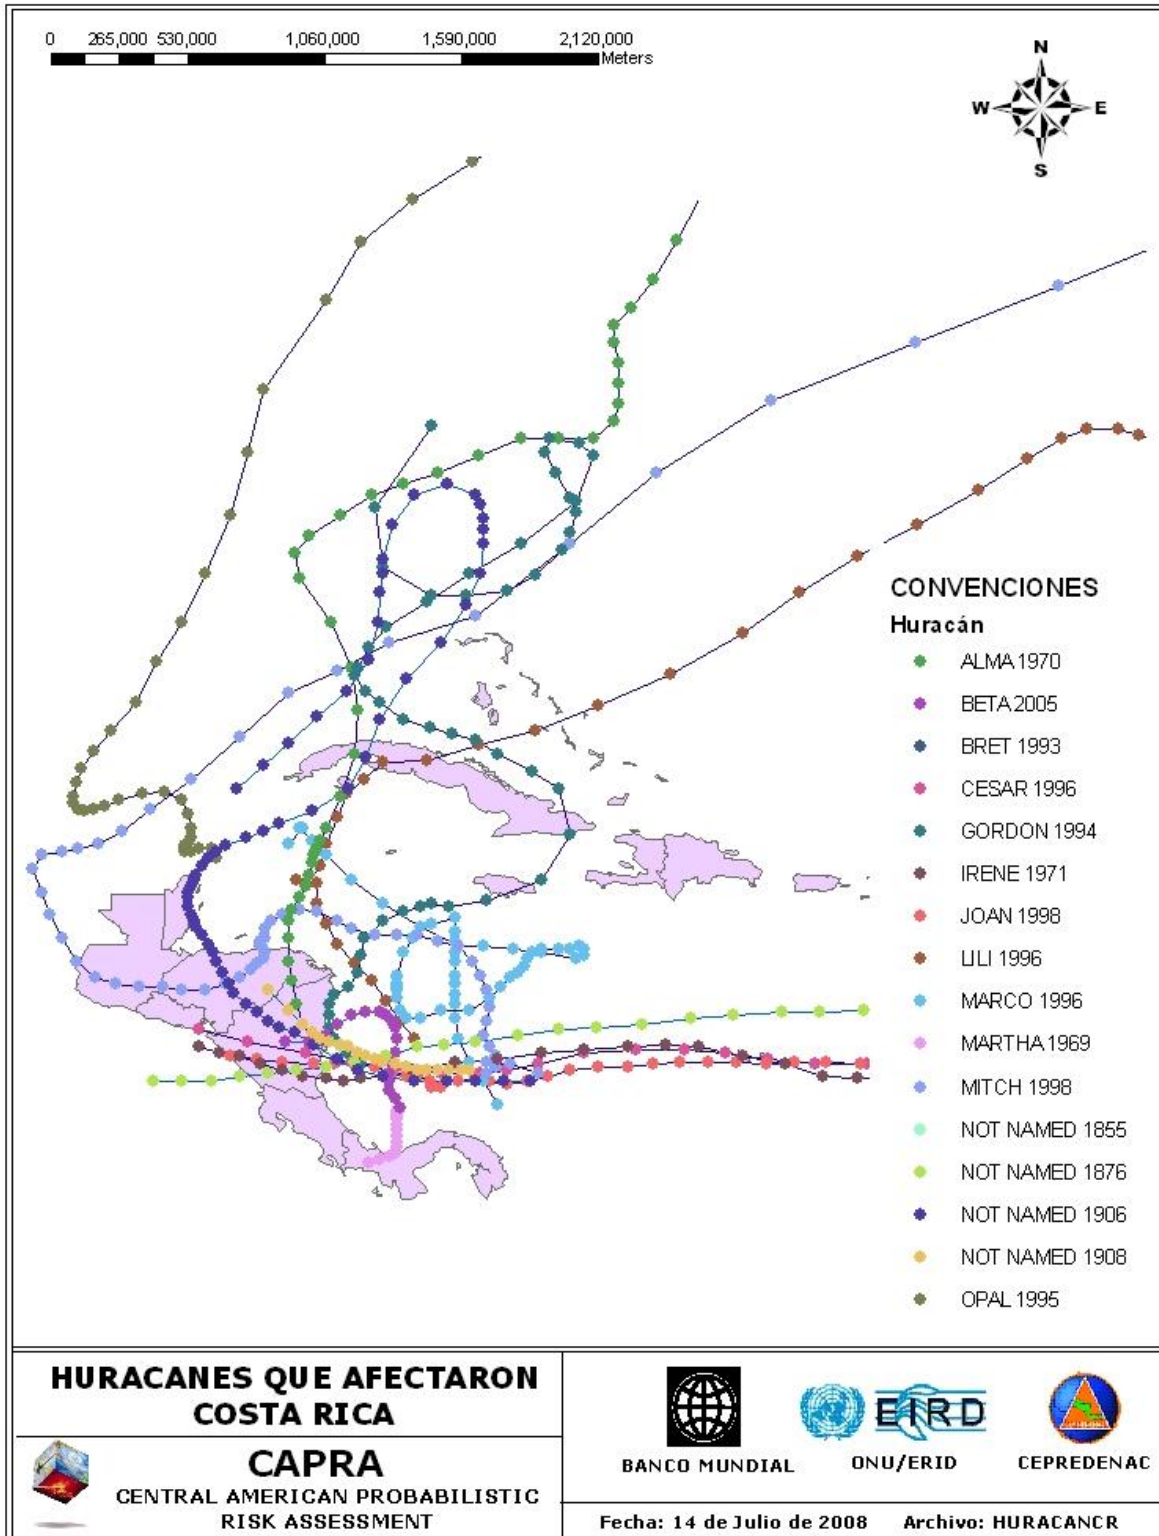 0 265,000 530,000 1,060,000 1,590,000 2,120,000
Meters
N
W E
S
CONVENCIONES
Huracán
ALMA 1970
BETA 2005
BRET 1993
CESAR 1996
GORDON 1994
IRENE 1971
JOAN 1998
LILI 1996
MARCO 1996
MARTHA 1969
MITCH 1998
NOT NAMED 1855
NOT NAMED 1876
NOT NAMED 1906
NOT NAMED 1908
OPAL 1995
HURACANES QUE AFECTARON
COSTA RICA
CAPRA
CENTRAL AMERICAN PROBABILISTIC
RISK ASSESSMENT
EIRD
BANCO MUNDIAL ONU/ERID CEPREDENAC
Fecha: 14 de Julio de 2008 Archivo: HURACANCR